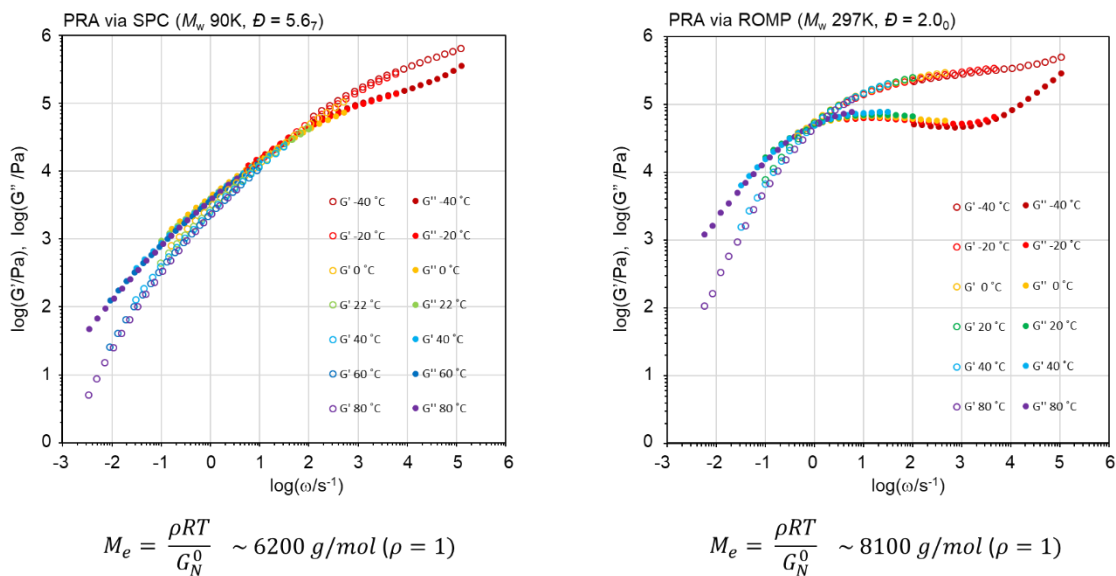 PRA via SPC (Mw 90K, Đ = 5.6₇)
log(G'/Pa), log(G''/Pa)
6
5
4
3
2
1
0
G' -40 ˚C G'' -40 ˚C
G' -20 ˚C G'' -20 ˚C
G' 0 ˚C G'' 0 ˚C
G' 22 ˚C G'' 22 ˚C
G' 40 ˚C G'' 40 ˚C
G' 60 ˚C G'' 60 ˚C
G' 80 ˚C G'' 80 ˚C
-3 -2 -1 0 1 2 3 4 5 6
log(ω/s⁻¹)
Mₑ = ρRT / G_N^0 ~ 6200 g/mol (ρ = 1)
PRA via ROMP (Mw 297K, Đ = 2.0₀)
log(G'/Pa), log(G''/Pa)
6
5
4
3
2
1
0
G' -40 ˚C G'' -40 ˚C
G' -20 ˚C G'' -20 ˚C
G' 0 ˚C G'' 0 ˚C
G' 20 ˚C G'' 20 ˚C
G' 40 ˚C G'' 40 ˚C
G' 80 ˚C G'' 80 ˚C
-3 -2 -1 0 1 2 3 4 5 6
log(ω/s⁻¹)
Mₑ = ρRT / G_N^0 ~ 8100 g/mol (ρ = 1)